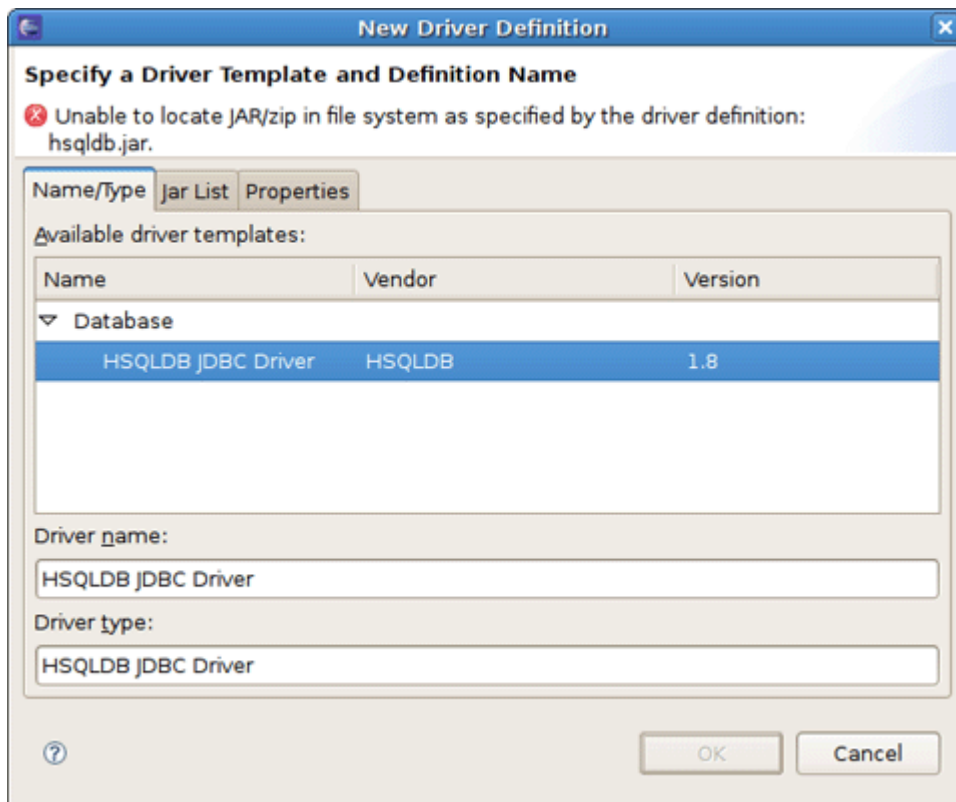 New Driver Definition
Specify a Driver Template and Definition Name
Unable to locate JAR/zip in file system as specified by the driver definition:
hsqldb.jar.
Name/Type Jar List Properties
Available driver templates:
Name Vendor Version
Database
HSQLDB JDBC Driver HSQLDB 1.8
Driver name:
HSQLDB JDBC Driver
Driver type:
HSQLDB JDBC Driver
OK Cancel